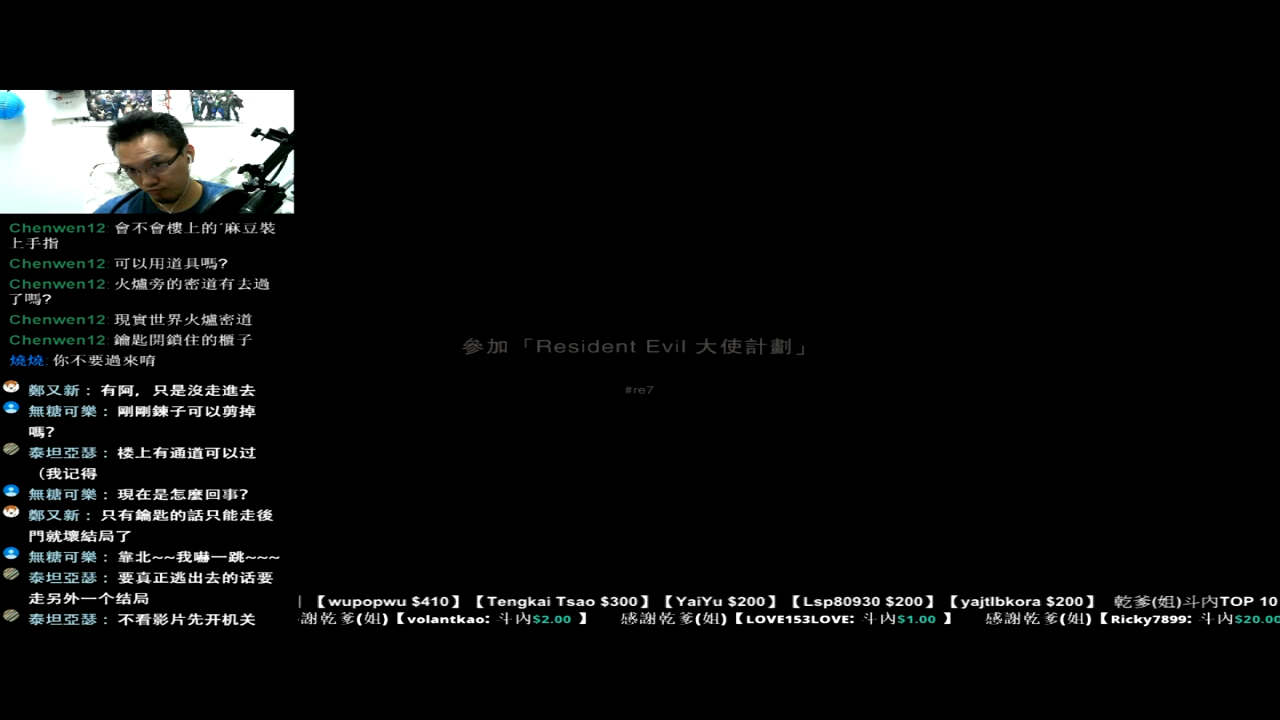 Chenwen12: 會不會樓上的ˊ麻豆裝
上手指
Chenwen12: 可以用道具嗎?
Chenwen12: 火爐旁的密道有去過
了嗎?
Chenwen12: 現實世界火爐密道
Chenwen12: 鑰匙開鎖住的櫃子
燒燒: 你不要過來唷
鄭又新： 有阿，只是沒走進去
無糖可樂： 剛剛鍊子可以剪掉
嗎?
泰坦亞瑟： 楼上有通道可以过
（我记得
無糖可樂： 現在是怎麼回事?
鄭又新： 只有鑰匙的話只能走後
門就壞結局了
無糖可樂： 靠北~~我嚇一跳~~~
泰坦亞瑟： 要真正逃出去的话要
走另外一个结局
泰坦亞瑟： 不看影片先开机关
參加「Resident Evil 大使計劃」
#re7
| 【wupopwu $410】【Tengkai Tsao $300】【YaiYu $200】【Lsp80930 $200】【yajtlbkora $200】 乾爹(姐)斗內TOP 10
謝乾爹(姐)【volantkao: 斗內$2.00 】 感謝乾爹(姐)【LOVE153LOVE: 斗內$1.00 】 感謝乾爹(姐)【Ricky7899: 斗內$20.00